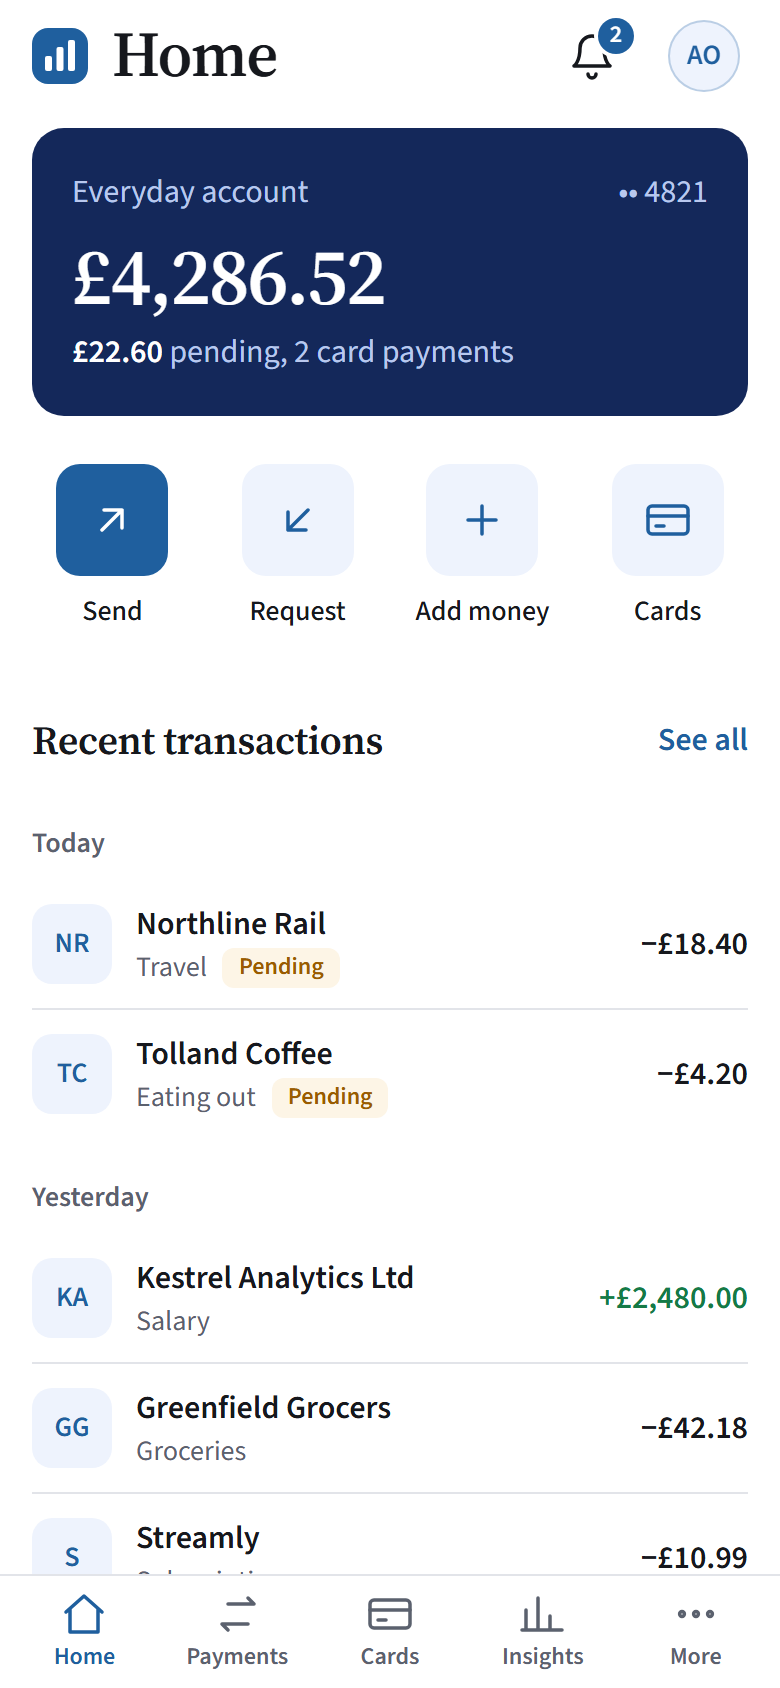 Home
2
AO
Everyday account
•• 4821
£4,286.52
£22.60 pending, 2 card payments
Send
Request
Add money
Cards
Recent transactions
See all
Today
NR
Northline Rail
Travel
Pending
−£18.40
TC
Tolland Coffee
Eating out
Pending
−£4.20
Yesterday
KA
Kestrel Analytics Ltd
Salary
+£2,480.00
GG
Greenfield Grocers
Groceries
−£42.18
S
Streamly
−£10.99
Home
Payments
Cards
Insights
More